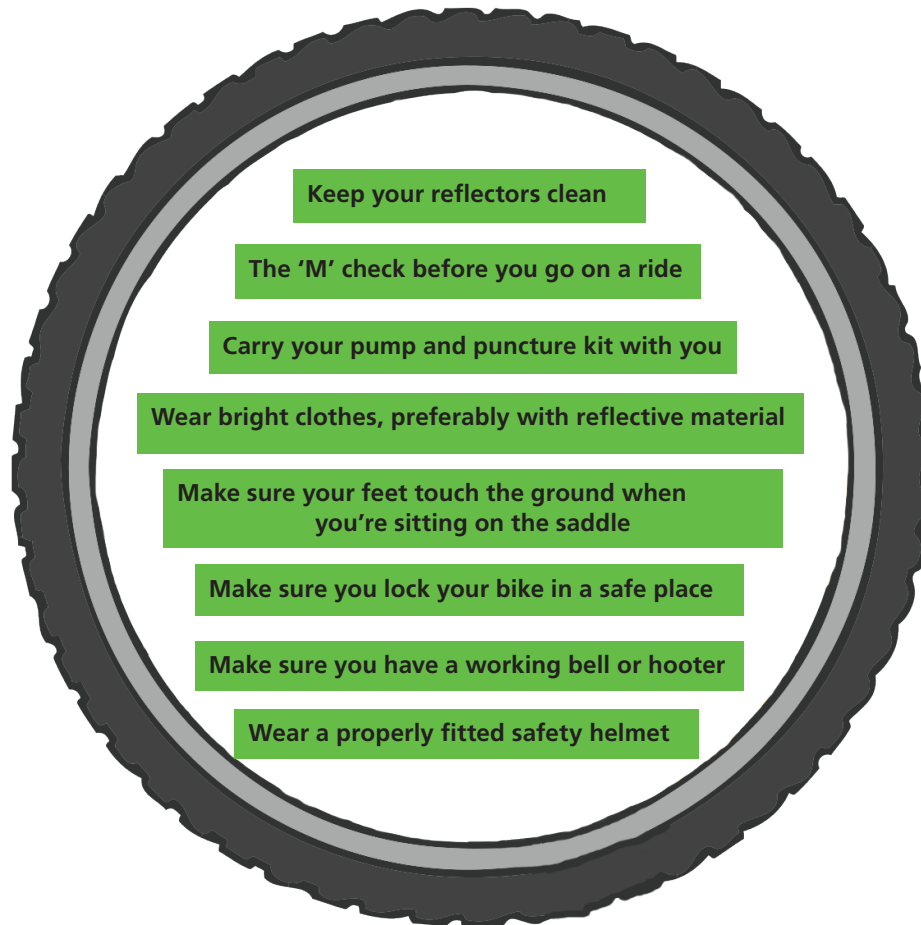 Keep your reflectors clean
The ‘M’ check before you go on a ride
Carry your pump and puncture kit with you
Wear bright clothes, preferably with reflective material
Make sure your feet touch the ground when
you’re sitting on the saddle
Make sure you lock your bike in a safe place
Make sure you have a working bell or hooter
Wear a properly fitted safety helmet